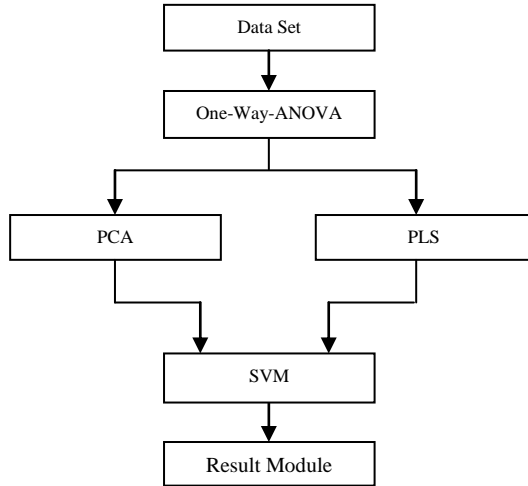 Data Set
One-Way-ANOVA
PCA
PLS
SVM
Result Module